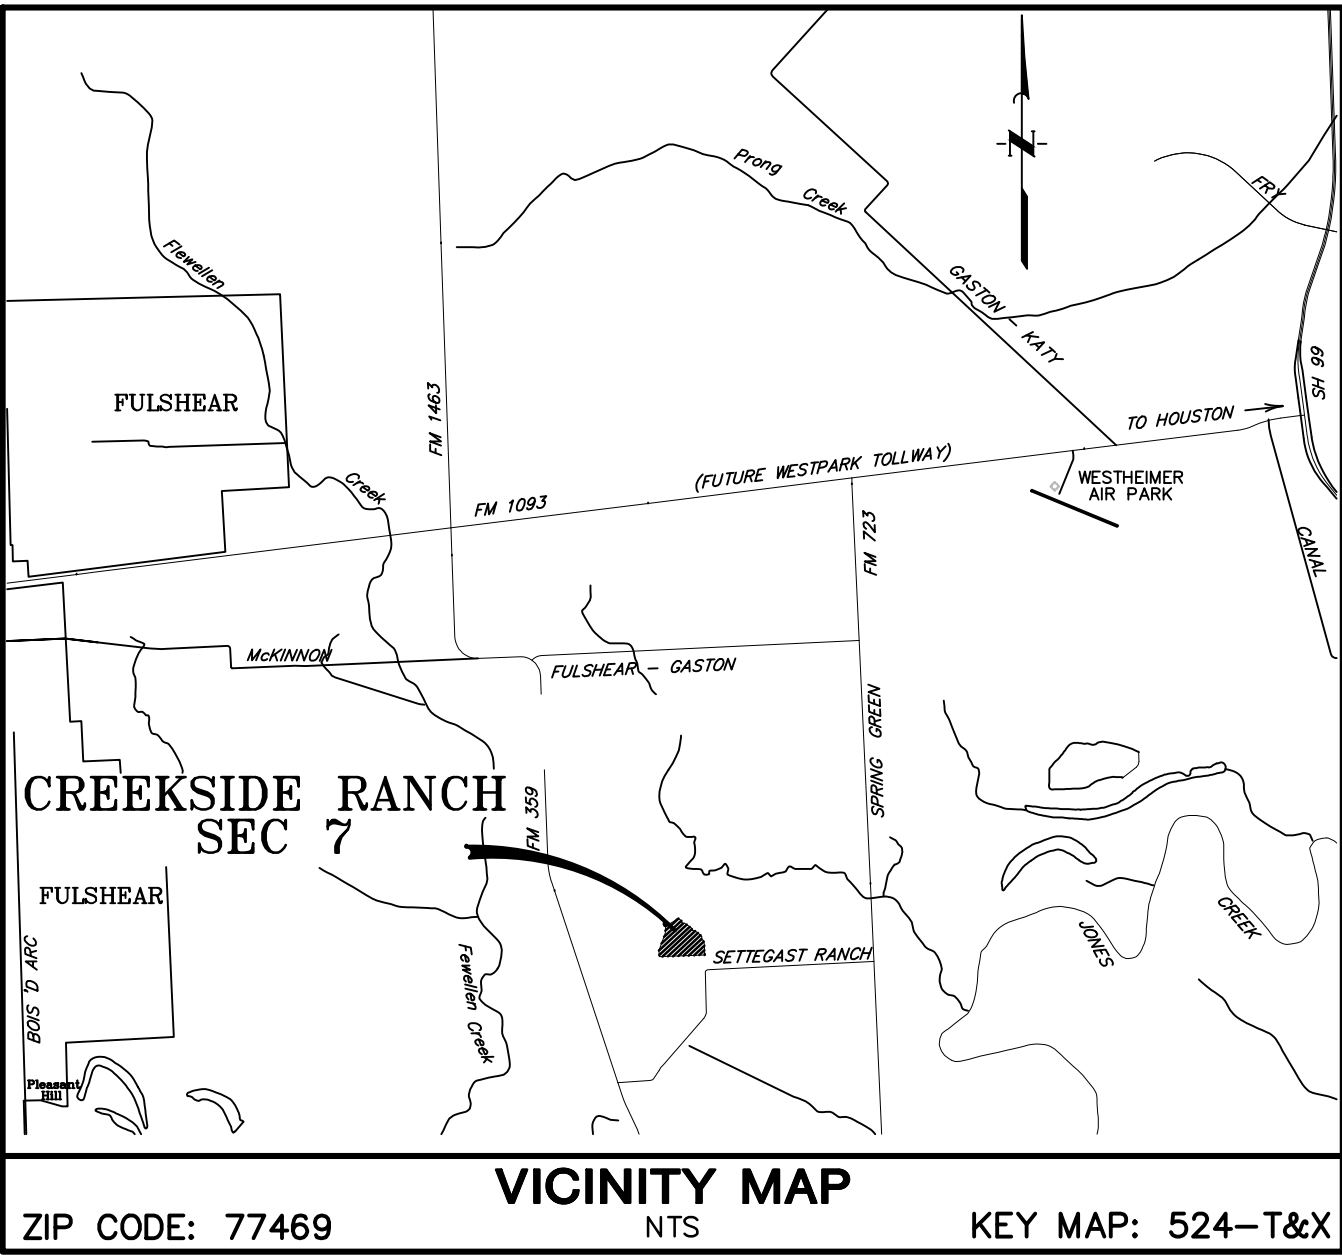 Prong
Creek
N
FRY
Flewellen
GASTON - KATY
FULSHEAR
FM 1463
SH 99
TO HOUSTON
(FUTURE WESTPARK TOLLWAY)
WESTHEIMER
AIR PARK
Creek
FM 1093
FM 723
CANAL
McKINNON
FULSHEAR - GASTON
SPRING GREEN
CREEKSIDE RANCH
SEC 7
FM 359
FULSHEAR
CREEK
JONES
BOIS 'D ARC
Fewellen Creek
SETTEGAST RANCH
Pleasant
Hill
VICINITY MAP
ZIP CODE: 77469
NTS
KEY MAP: 524-T&X